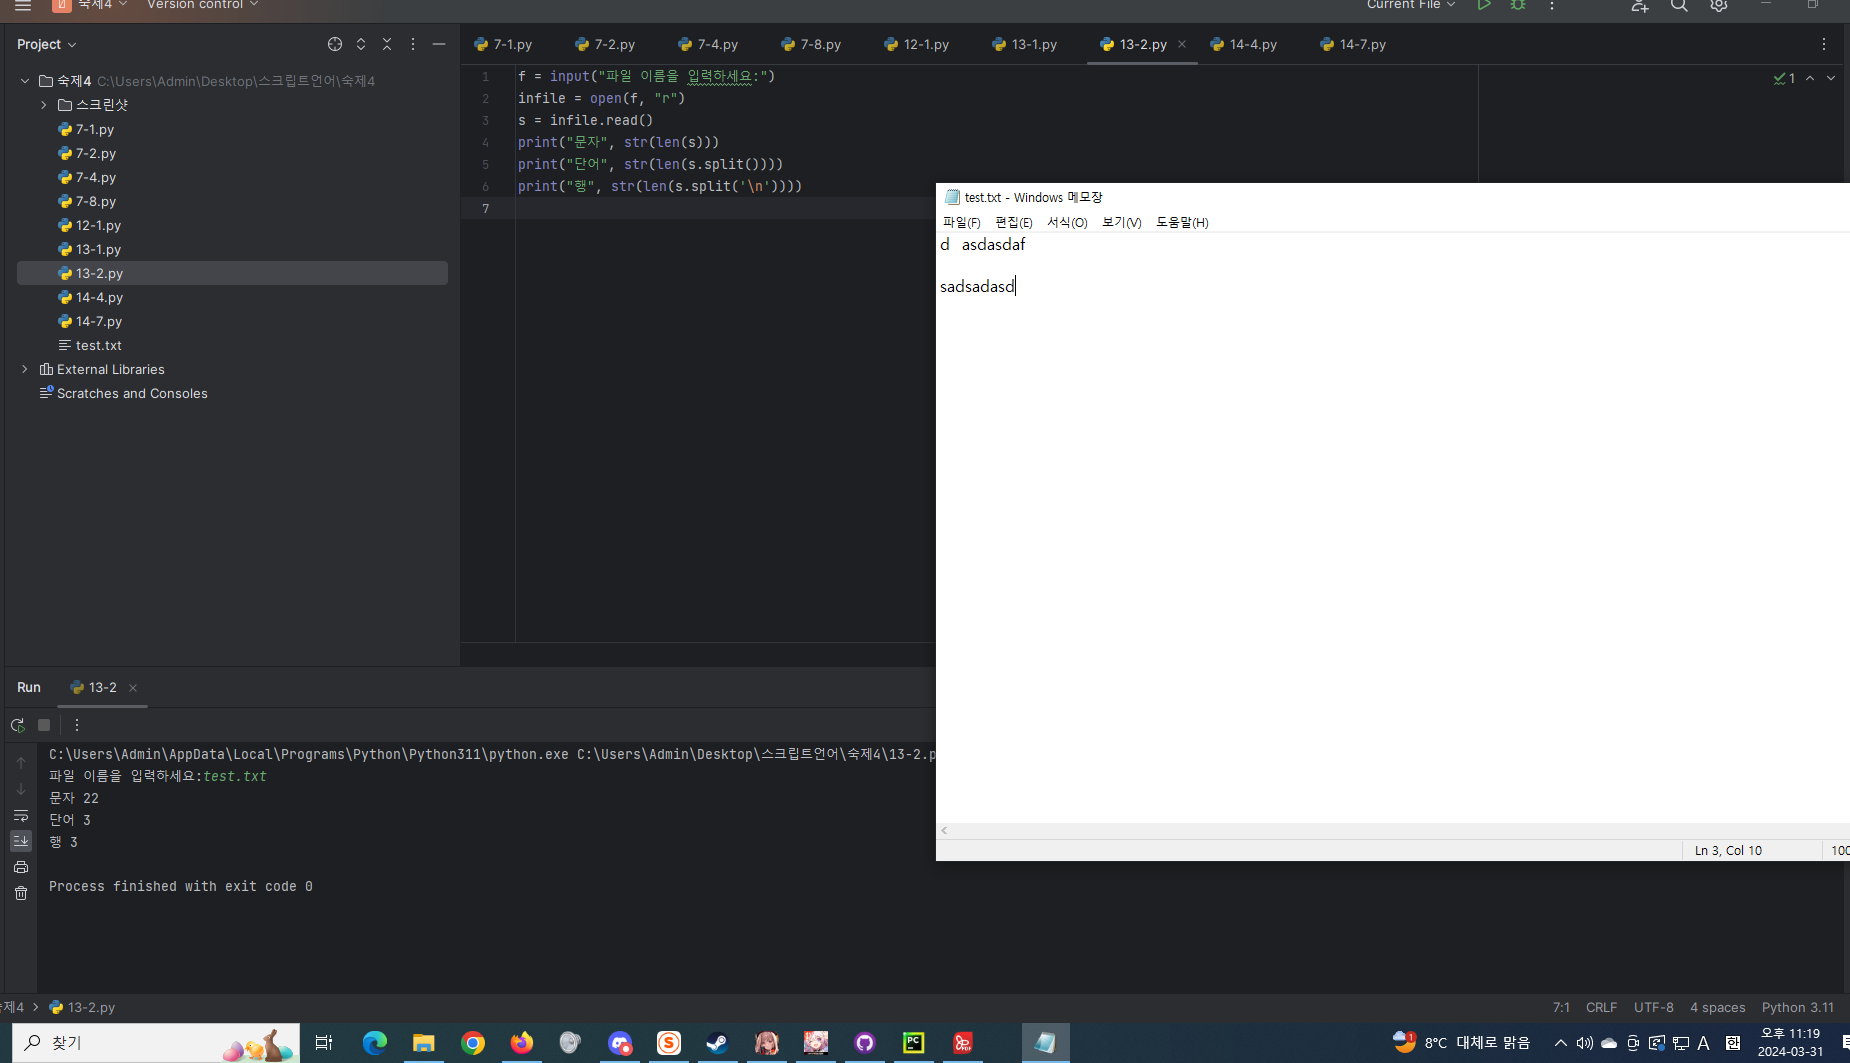 숙제4 Version control Current File
Project
7-1.py 7-2.py 7-4.py 7-8.py 12-1.py 13-1.py 13-2.py 14-4.py 14-7.py
숙제4 C:\Users\Admin\Desktop\스크립트언어\숙제4
스크린샷
7-1.py
7-2.py
7-4.py
7-8.py
12-1.py
13-1.py
13-2.py
14-4.py
14-7.py
test.txt
External Libraries
Scratches and Consoles
1 f = input("파일 이름을 입력하세요:")
2 infile = open(f, "r")
3 s = infile.read()
4 print("문자", str(len(s)))
5 print("단어", str(len(s.split())))
6 print("행", str(len(s.split('\n'))))
7
1
test.txt - Windows 메모장
파일(F) 편집(E) 서식(O) 보기(V) 도움말(H)
d   asdasdaf
sadsadasd
Ln 3, Col 10 100
Run 13-2
C:\Users\Admin\AppData\Local\Programs\Python\Python311\python.exe C:\Users\Admin\Desktop\스크립트언어\숙제4\13-2.p
파일 이름을 입력하세요:test.txt
문자 22
단어 3
행 3
Process finished with exit code 0
제4 13-2.py 7:1 CRLF UTF-8 4 spaces Python 3.11
찾기 PC 1 8°C 대체로 맑음 A 한 오후 11:19
2024-03-31